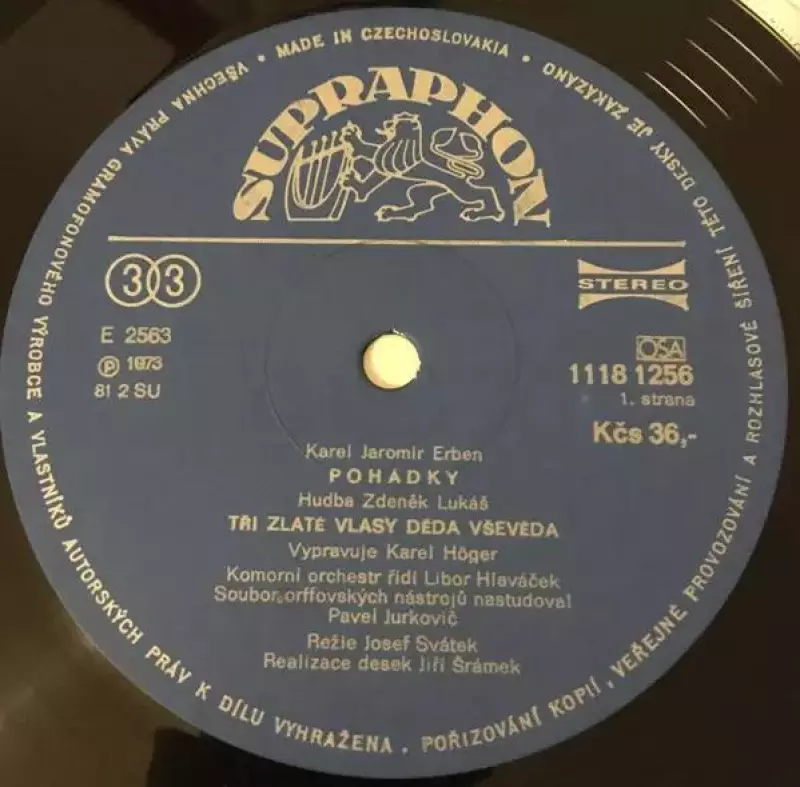 VŠECHNA PRÁVA GRAMOFONOVÉHO VÝROBCE A VLASTNÍKŮ AUTORSKÝCH PRÁV K DÍLU VYHRAŽENA . POŘIZOVÁNÍ KOPIÍ, VEŘEJNÉ PROVOZOVÁNÍ A ROZHLASOVÉ ŠÍŘENÍ TÉTO DESKY JE ZAKÁZÁNO
• MADE IN CZECHOSLOVAKIA •
SUPRAPHON
33
STEREO
E 2563
Ⓟ 1973
81 2 SU
OSA
1118 1256
1. strana
Kčs 36,-
Karel Jaromír Erben
POHÁDKY
Hudba Zdeněk Lukáš
TŘI ZLATÉ VLASY DĚDA VŠEVĚDA
Vypravuje Karel Höger
Komorní orchestr řídí Libor Hlaváček
Soubor orffovských nástrojů nastudoval
Pavel Jurkovič
Režie Josef Svátek
Realizace desek Jiří Šrámek